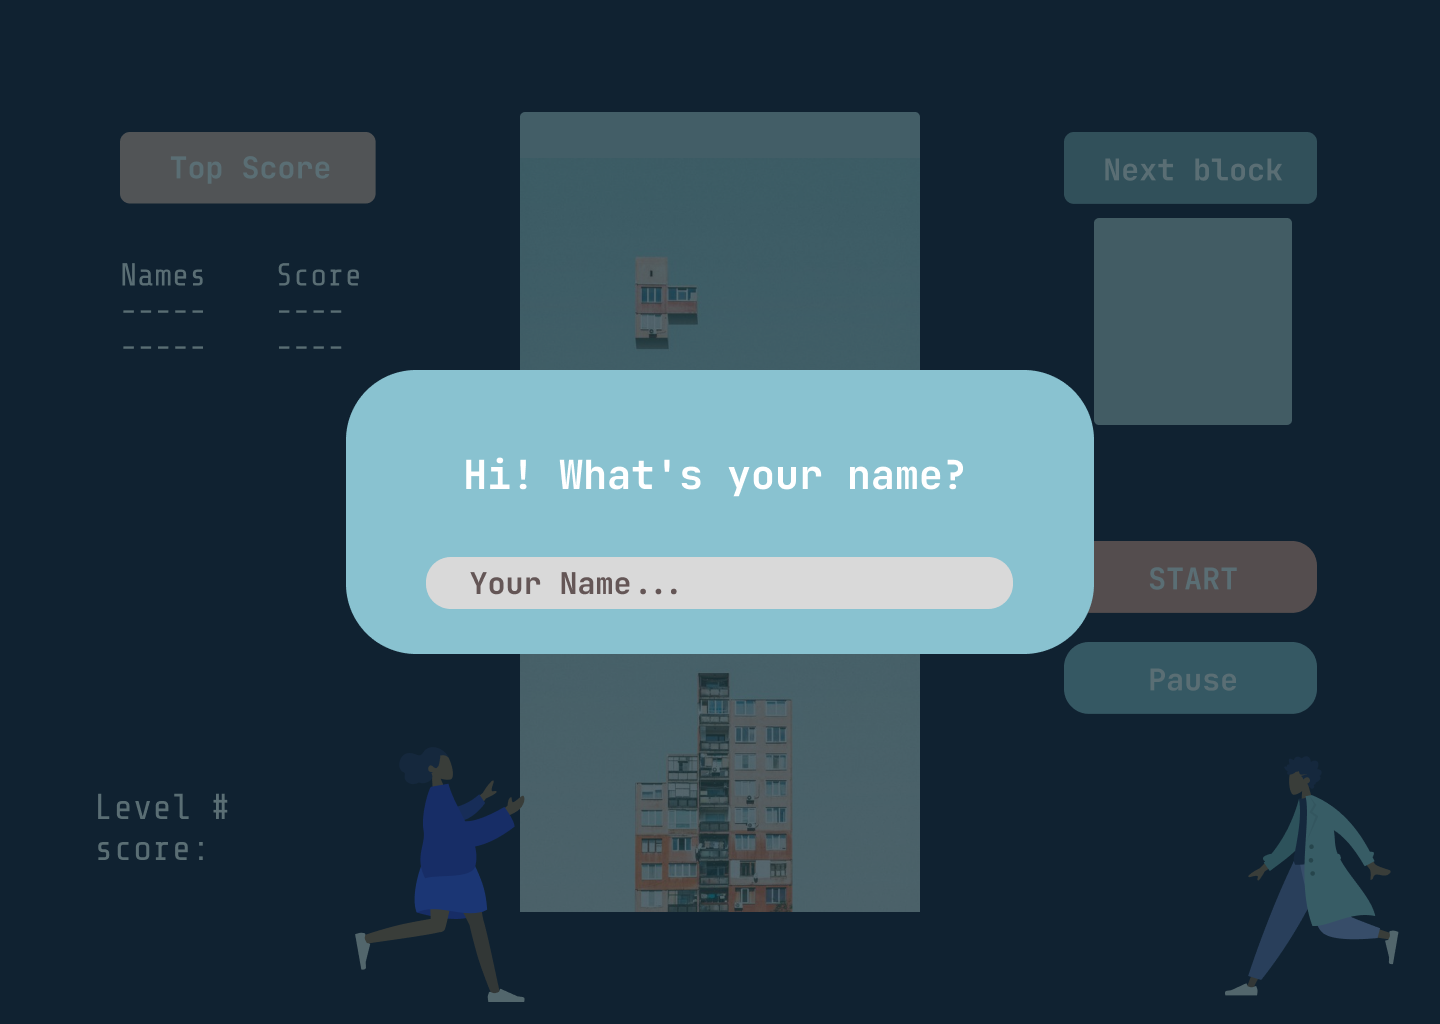 Top Score
Next block
Names Score
----- ----
----- ----
Hi! What's your name?
Your Name...
START
Pause
Level #
score: